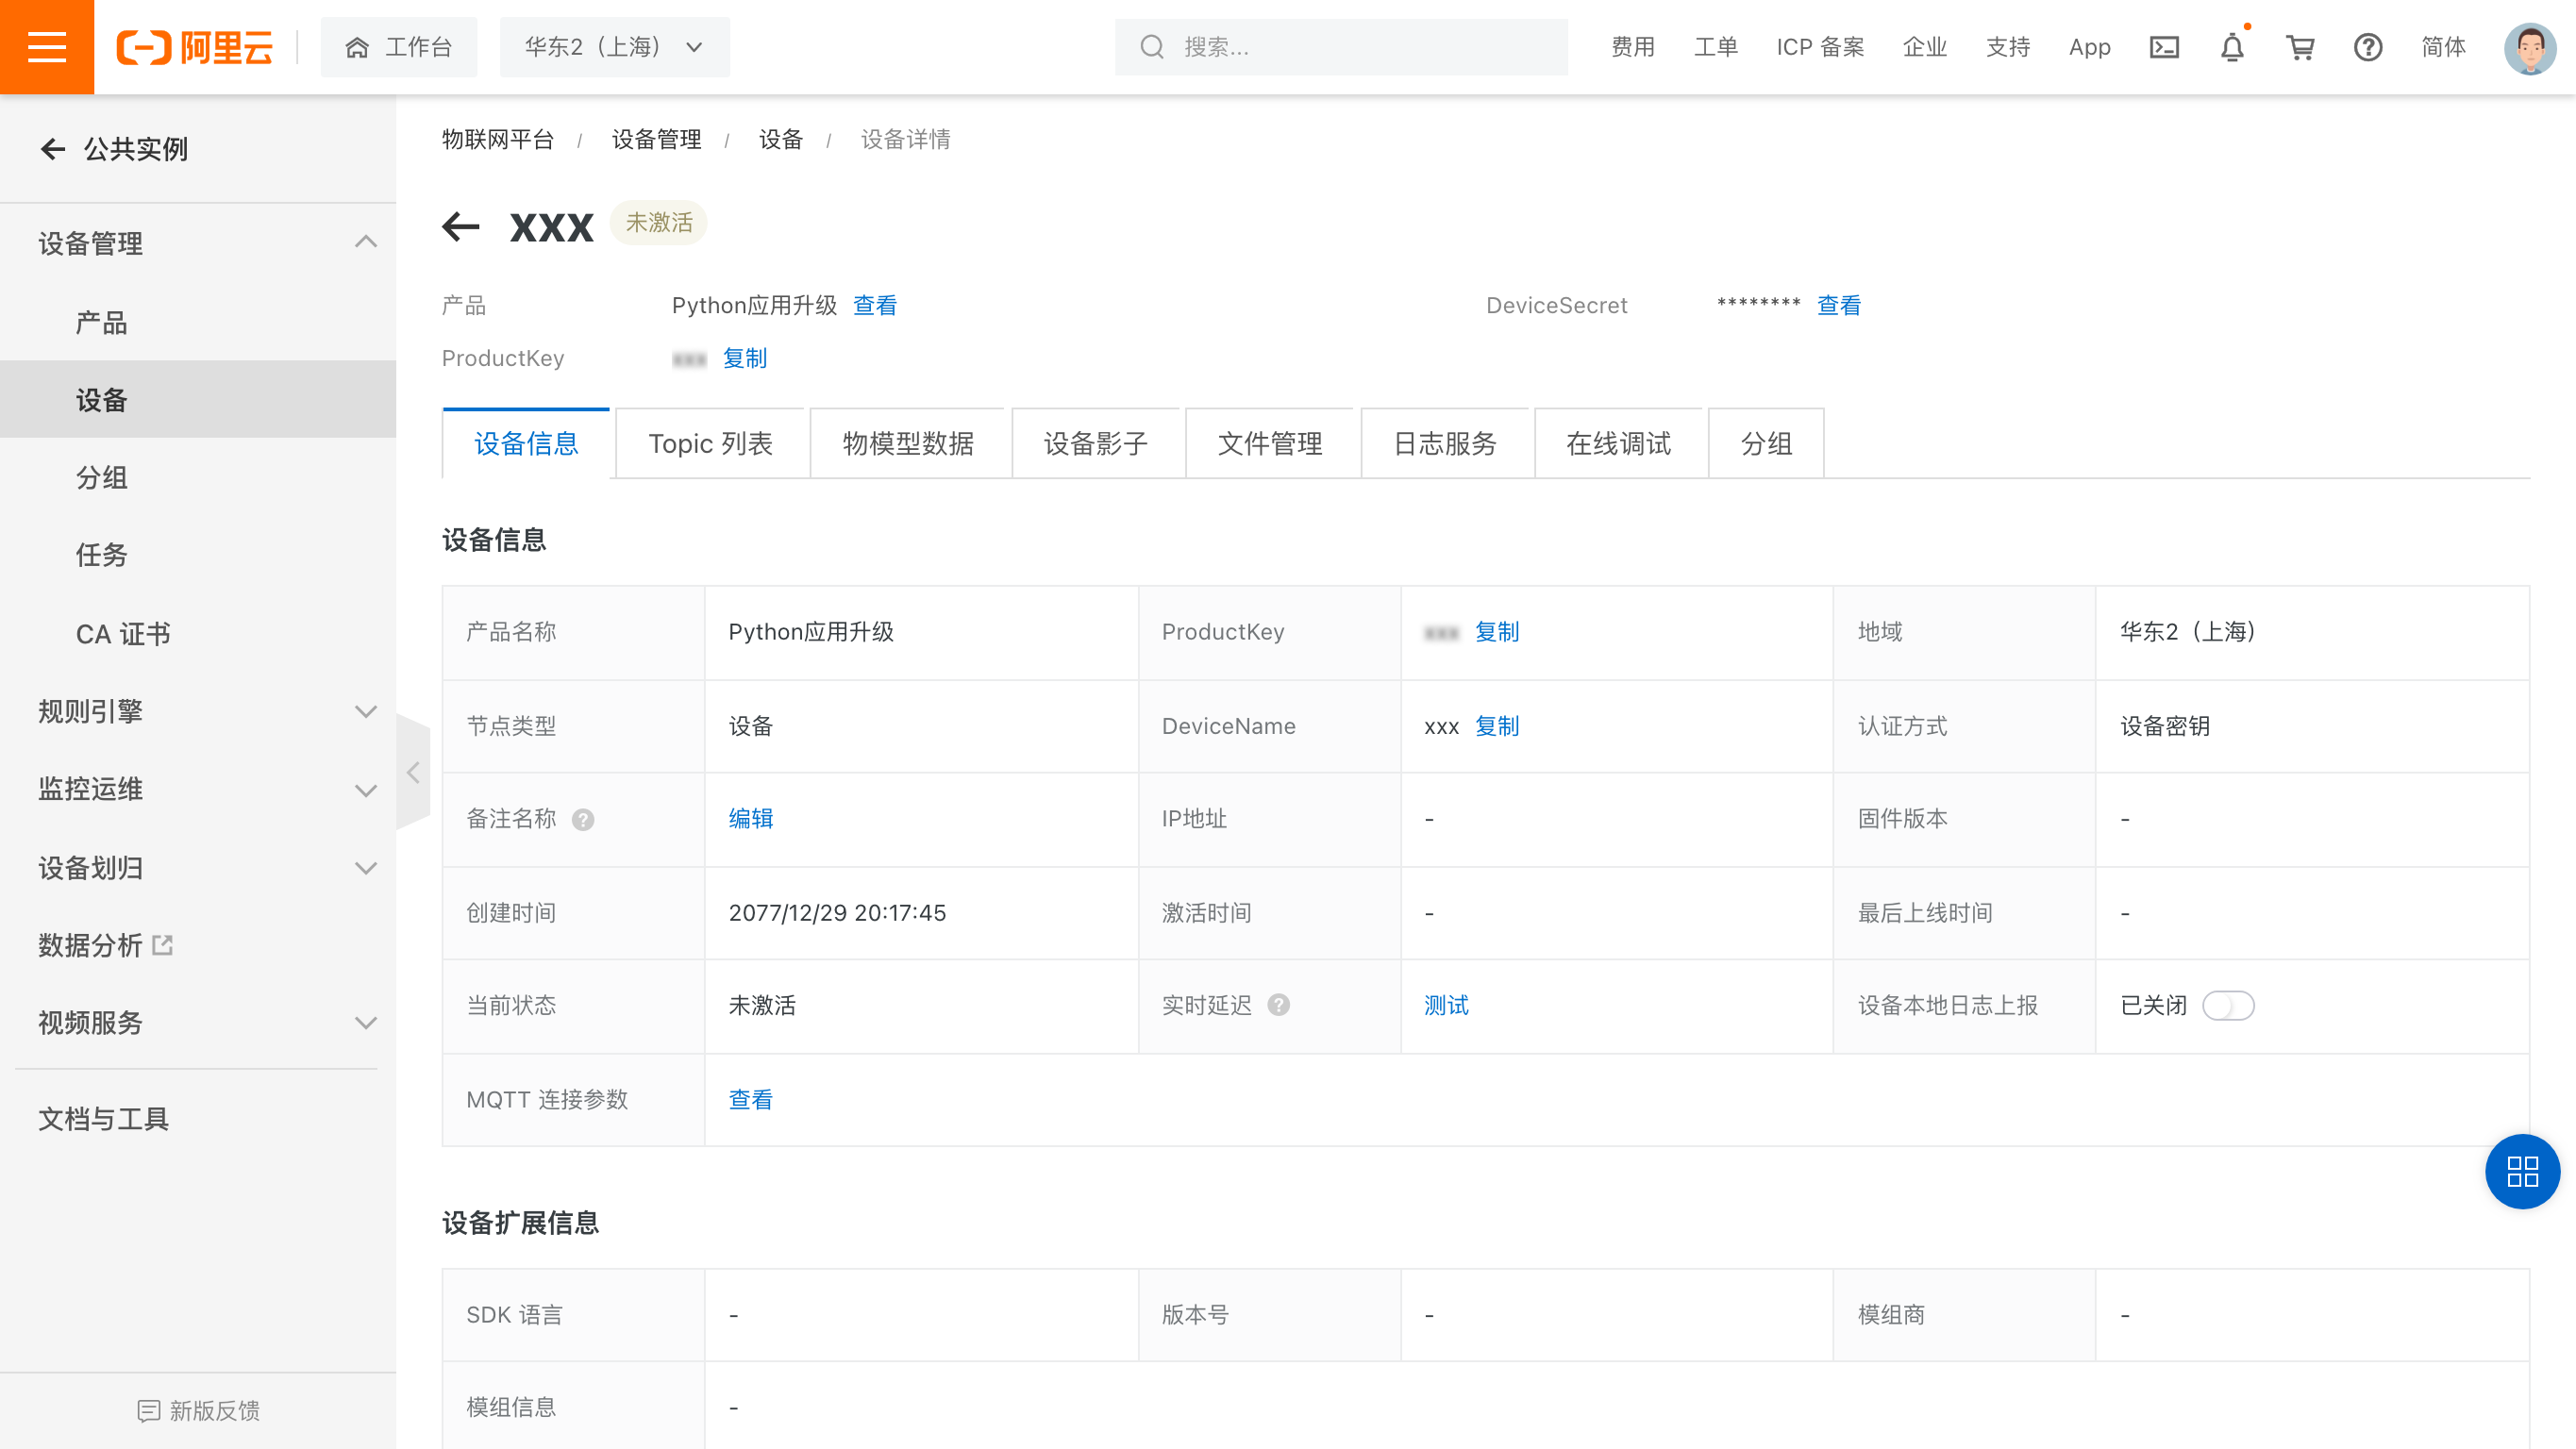 阿里云 工作台 华东2（上海） 搜索... 费用 工单 ICP 备案 企业 支持 App 简体
公共实例
设备管理
产品
设备
分组
任务
CA 证书
规则引擎
监控运维
设备划归
数据分析
视频服务
文档与工具
新版反馈
物联网平台 / 设备管理 / 设备 / 设备详情
xxx 未激活
产品 Python应用升级 查看 DeviceSecret ******** 查看
ProductKey 复制
设备信息 Topic 列表 物模型数据 设备影子 文件管理 日志服务 在线调试 分组
设备信息
产品名称 Python应用升级 ProductKey 复制 地域 华东2（上海）
节点类型 设备 DeviceName xxx 复制 认证方式 设备密钥
备注名称 编辑 IP地址 - 固件版本 -
创建时间 2077/12/29 20:17:45 激活时间 - 最后上线时间 -
当前状态 未激活 实时延迟 测试 设备本地日志上报 已关闭
MQTT 连接参数 查看
设备扩展信息
SDK 语言 - 版本号 - 模组商 -
模组信息 -